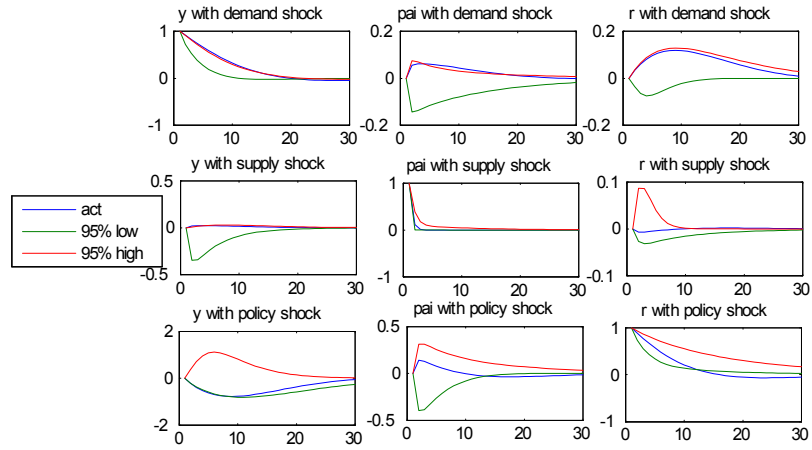 y with demand shock
pai with demand shock
r with demand shock
1
0
-1
0 10 20 30
0.2
0
-0.2
0 10 20 30
0.2
0
-0.2
0 10 20 30
y with supply shock
pai with supply shock
r with supply shock
0.5
0
-0.5
0 10 20 30
1
0
-1
0 10 20 30
0.1
0
-0.1
0 10 20 30
act
95% low
95% high
y with policy shock
pai with policy shock
r with policy shock
2
0
-2
0 10 20 30
0.5
0
-0.5
0 10 20 30
1
0
-1
0 10 20 30